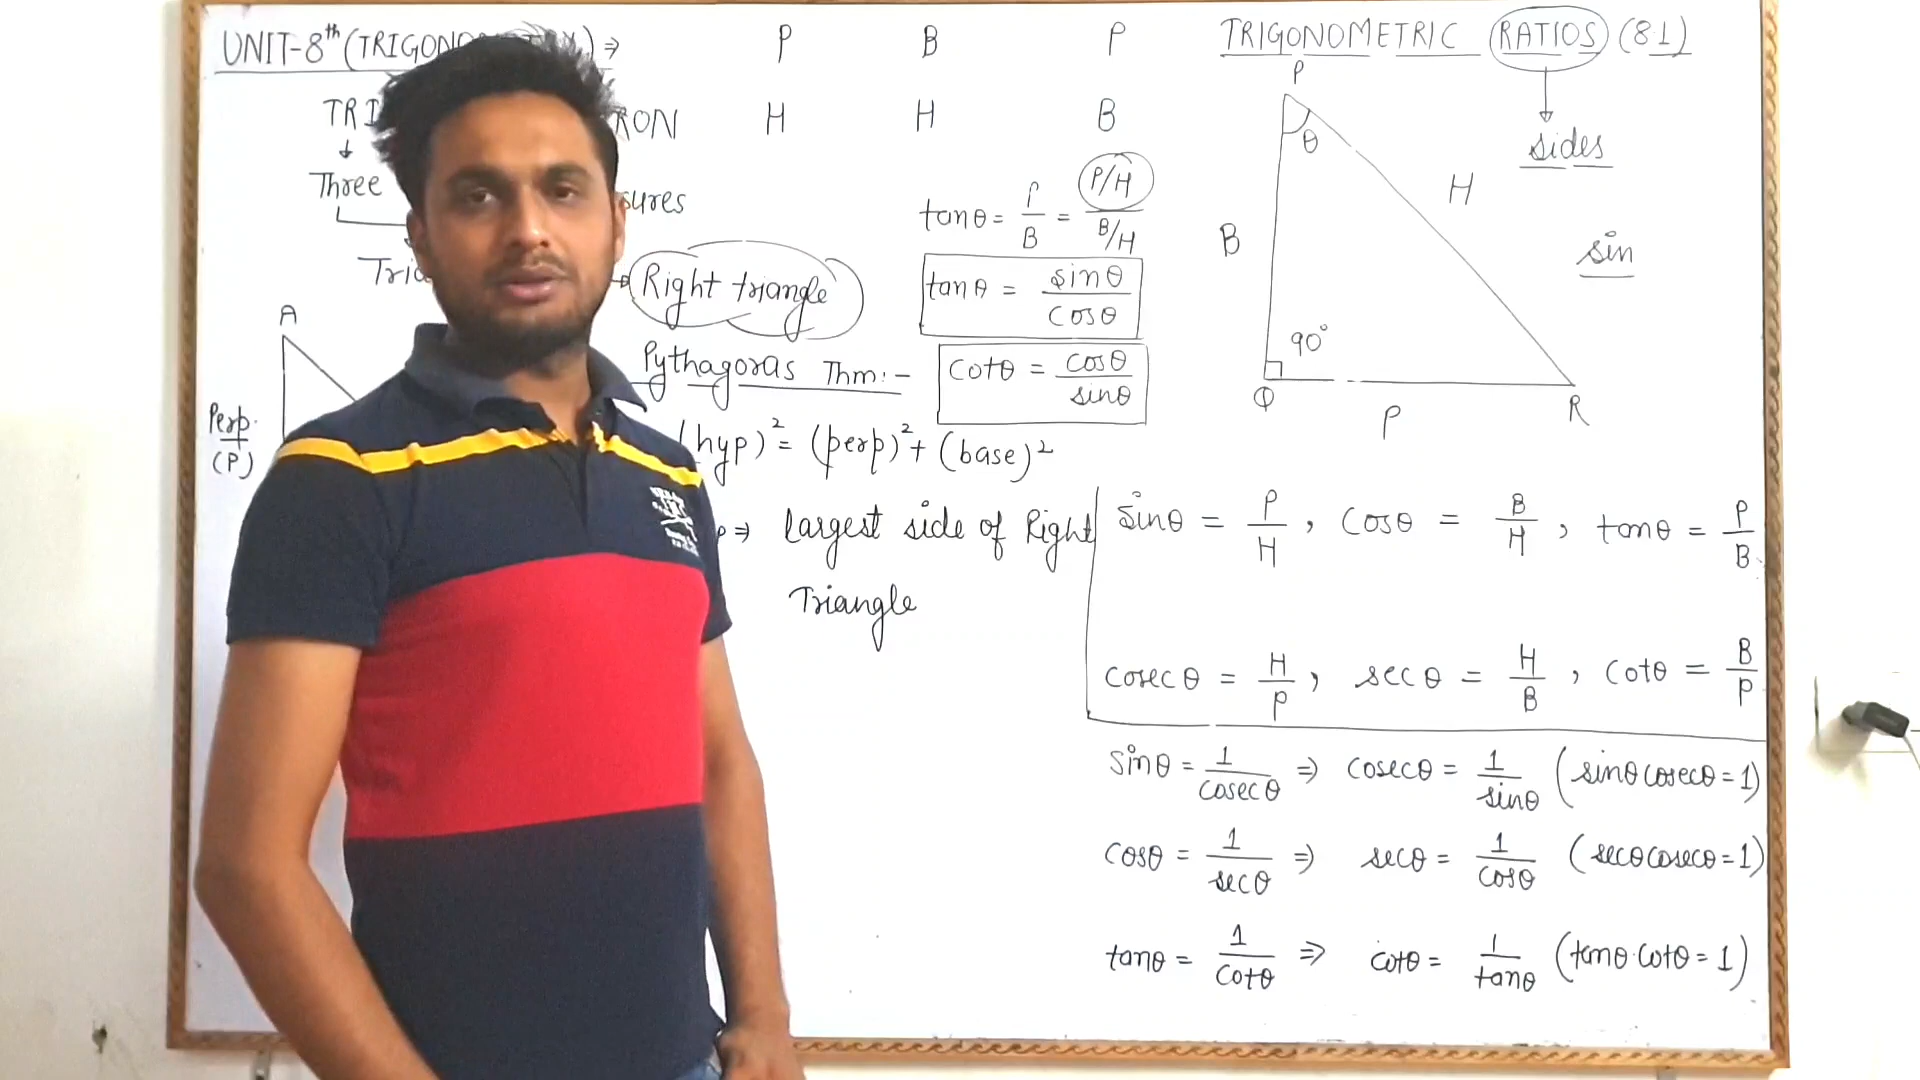 UNIT-8th (TRIGONOMETRY) ⇒
TRI RON
Three sures
Right triangle
A
Perp.
(P)
Pythagoras Thm:-
(hyp)² = (perp)² + (base)²
⇒ Largest side of Right
Triangle
P B P
H H B
tanθ = P/B = (P/H)/(B/H)
tanθ = sinθ/cosθ
cotθ = cosθ/sinθ
TRIGONOMETRIC RATIOS (8.1)
sides
sin
P
θ
H
B
90°
Q
P
R
sinθ = P/H , cosθ = B/H , tanθ = P/B
cosecθ = H/P , secθ = H/B , cotθ = B/P
sinθ = 1/cosecθ ⇒ cosecθ = 1/sinθ (sinθ cosecθ = 1)
cosθ = 1/secθ ⇒ secθ = 1/cosθ (secθ cosecθ = 1)
tanθ = 1/cotθ ⇒ cotθ = 1/tanθ (tanθ·cotθ = 1)